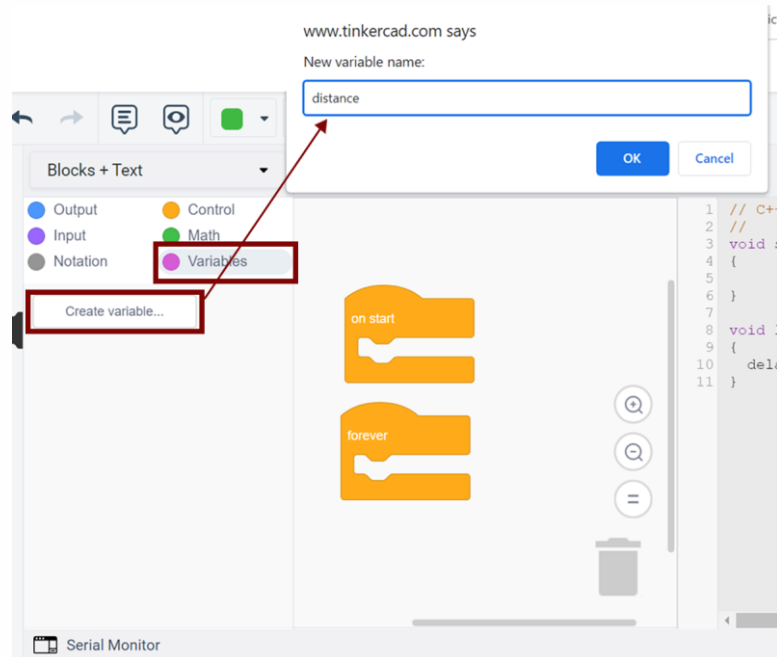 www.tinkercad.com says
New variable name:
distance
OK
Cancel
Blocks + Text
Output
Control
Input
Math
Notation
Variables
Create variable...
on start
forever
1 // C+
2 //
3 void
4 {
5
6 }
7
8 void
9 {
10 dela
11 }
Serial Monitor